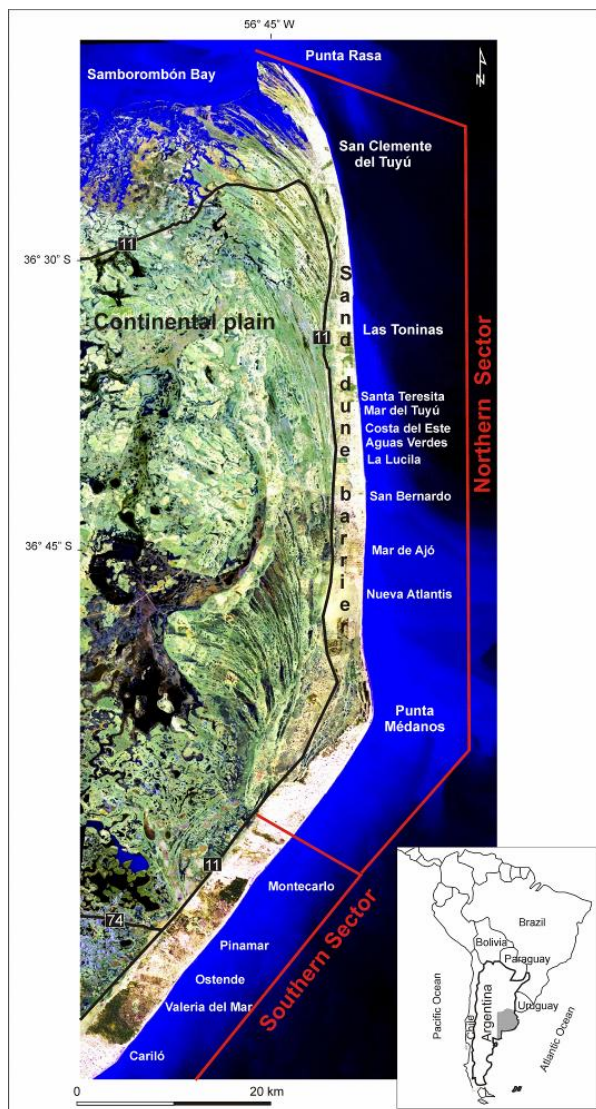 56° 45' W
Punta Rasa
Samborombón Bay
N
San Clemente
del Tuyú
11
36° 30' S
Continental plain
Sand dune barrier
11
Las Toninas
Northern Sector
Santa Teresita
Mar del Tuyú
Costa del Este
Aguas Verdes
La Lucila
San Bernardo
36° 45' S
Mar de Ajó
Nueva Atlantis
Punta
Médanos
11
Montecarlo
74
Pinamar
Southern Sector
Ostende
Valeria del Mar
Cariló
0 20 km
Brazil
Bolivia
Paraguay
Pacific Ocean
Chile
Argentina
Uruguay
Atlantic Ocean